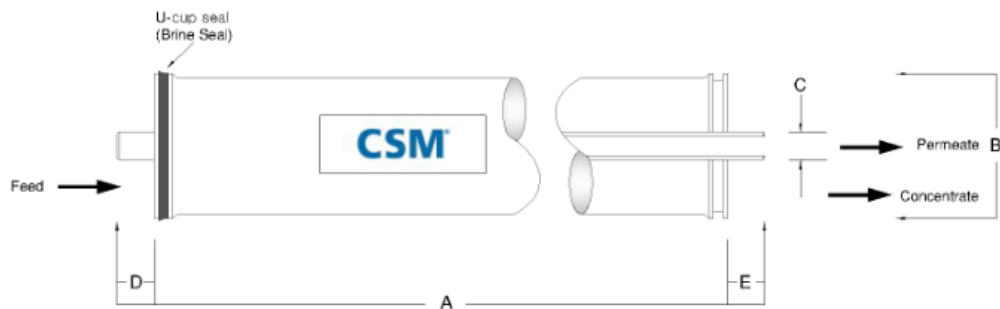 U-cup seal
(Brine Seal)
C
CSM®
Permeate
B
Feed
Concentrate
D
E
A